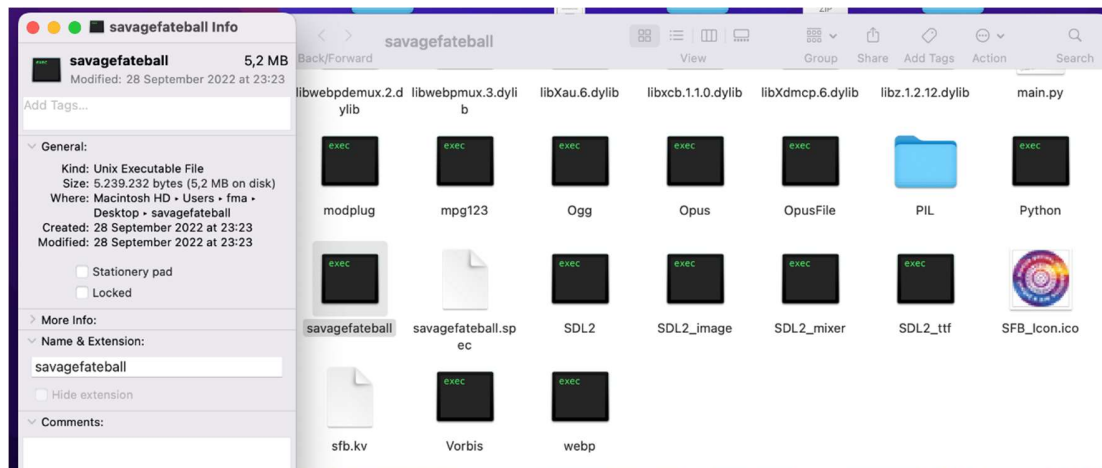 savagefateball Info
savagefateball 5,2 MB
Modified: 28 September 2022 at 23:23
Add Tags...
General:
Kind: Unix Executable File
Size: 5.239.232 bytes (5,2 MB on disk)
Where: Macintosh HD ▸ Users ▸ fma ▸
Desktop ▸ savagefateball
Created: 28 September 2022 at 23:23
Modified: 28 September 2022 at 23:23
Stationery pad
Locked
More Info:
Name & Extension:
savagefateball
Hide extension
Comments:
ZIP
savagefateball
Back/Forward View Group Share Add Tags Action Search
libwebpdemux.2.d
ylib
libwebpmux.3.dyli
b
libXau.6.dylib
libxcb.1.1.0.dylib
libXdmcp.6.dylib
libz.1.2.12.dylib
main.py
exec exec exec exec exec exec
modplug mpg123 Ogg Opus OpusFile PIL Python
exec exec exec exec exec
savagefateball
savagefateball.sp
ec
SDL2
SDL2_image
SDL2_mixer
SDL2_ttf
SFB_Icon.ico
exec exec
sfb.kv Vorbis webp